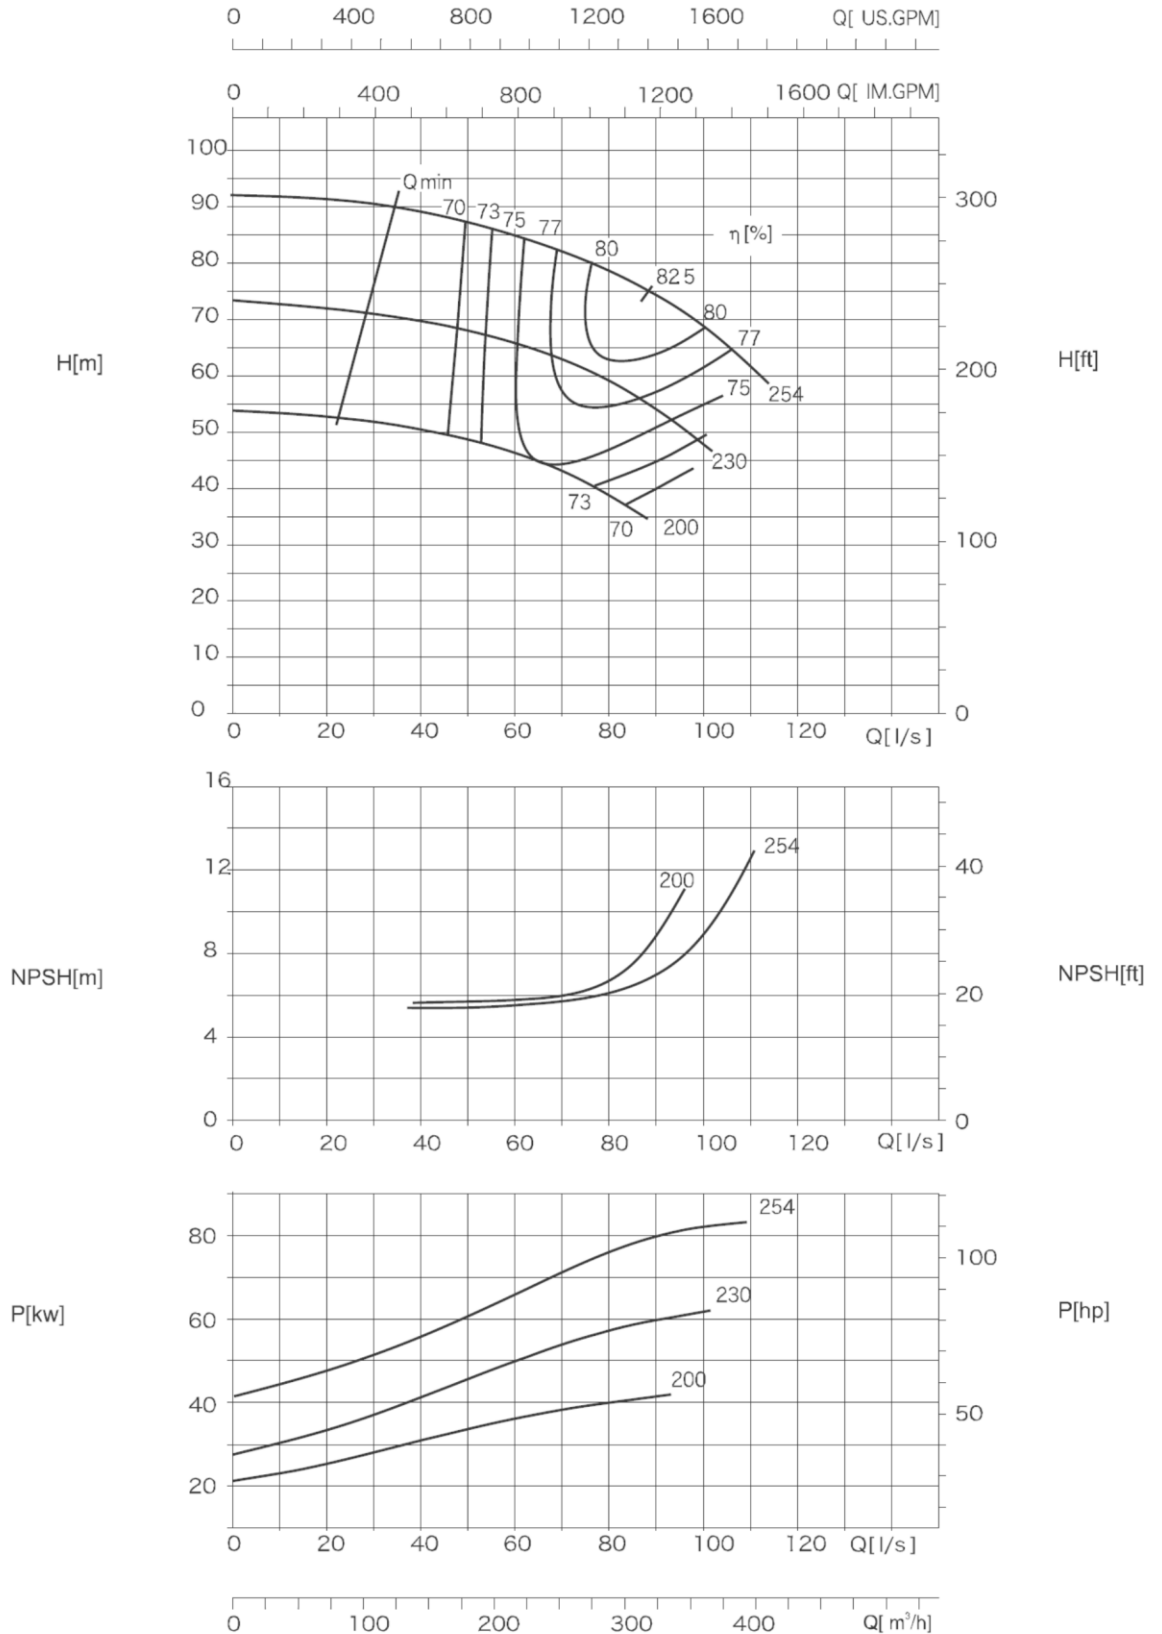 0 400 800 1200 1600 Q[ US.GPM]
0 400 800 1200 1600 Q[ IM.GPM]
100
Qmin
90 70 73 75 77 300
η[%]
80 80
82.5
70 80
77
H[m] 60 200 H[ft]
75 254
50
230
40 73
70 200
30 100
20
10
0 0
0 20 40 60 80 100 120 Q[l/s]
16
254
12 200 40
8
NPSH[m] NPSH[ft]
20
4
0 0
0 20 40 60 80 100 120 Q[l/s]
254
80
100
P[kw] 60 230 P[hp]
200
40 50
20
0 20 40 60 80 100 120 Q[l/s]
0 100 200 300 400 Q[ m³/h]